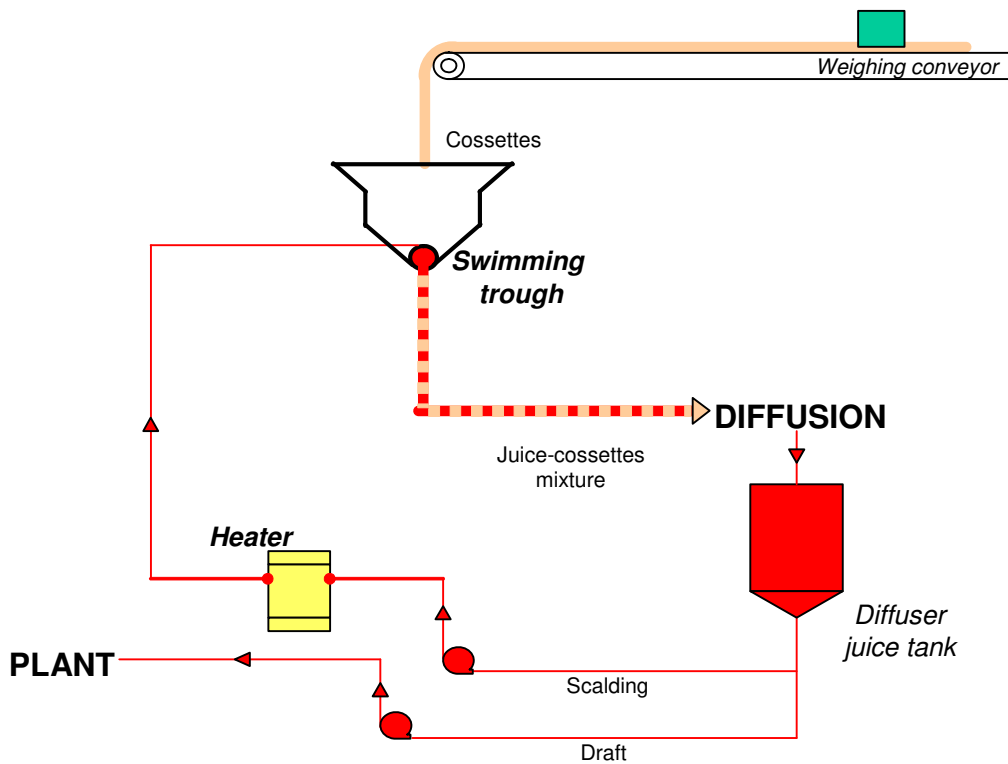 Weighing conveyor
Cossettes
Swimming
trough
DIFFUSION
Juice-cossettes
mixture
Heater
Diffuser
juice tank
PLANT
Scalding
Draft